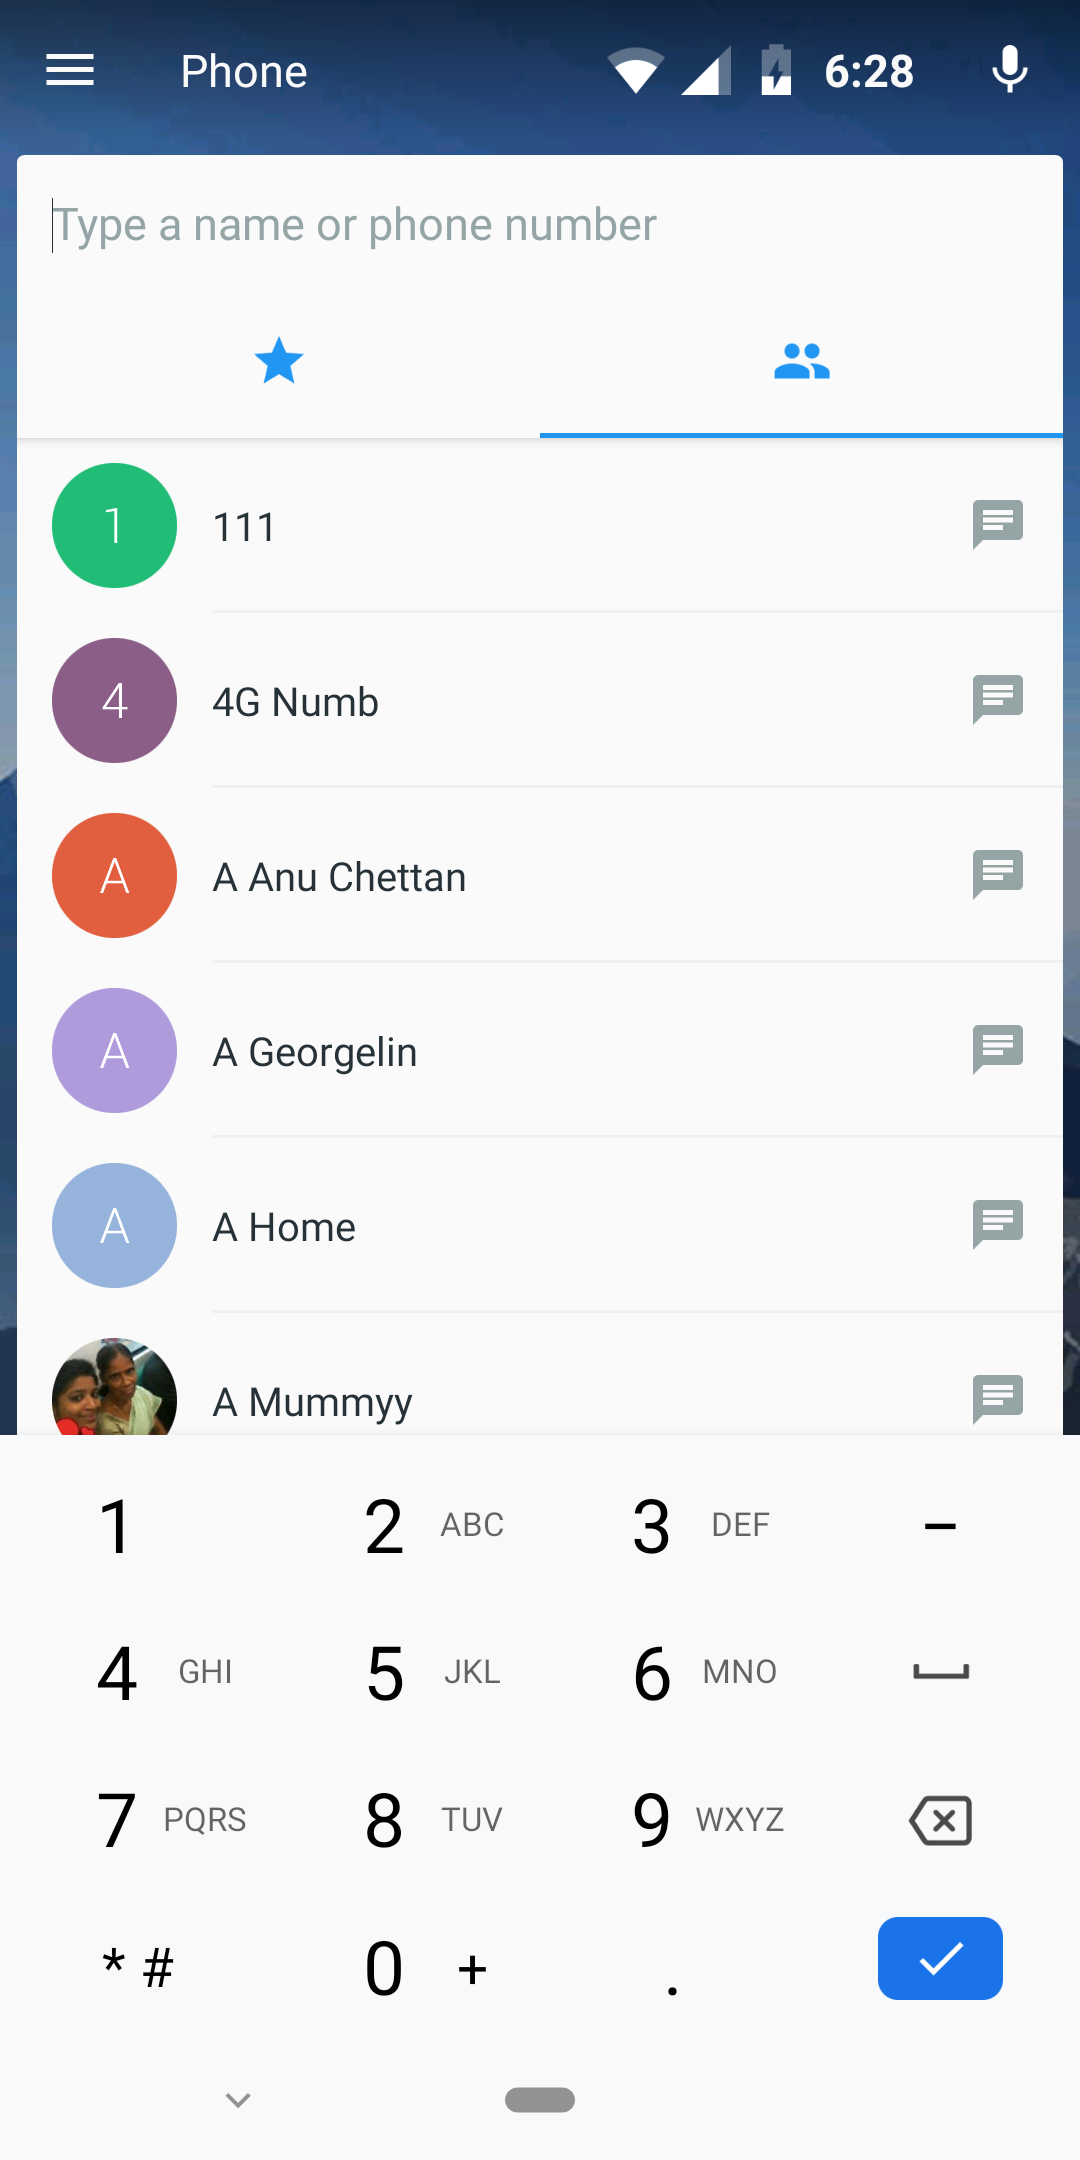 Phone 6:28
Type a name or phone number
1 111
4 4G Numb
A A Anu Chettan
A A Georgelin
A A Home
A Mummyy
1 2 ABC 3 DEF –
4 GHI 5 JKL 6 MNO
7 PQRS 8 TUV 9 WXYZ
* # 0 + .